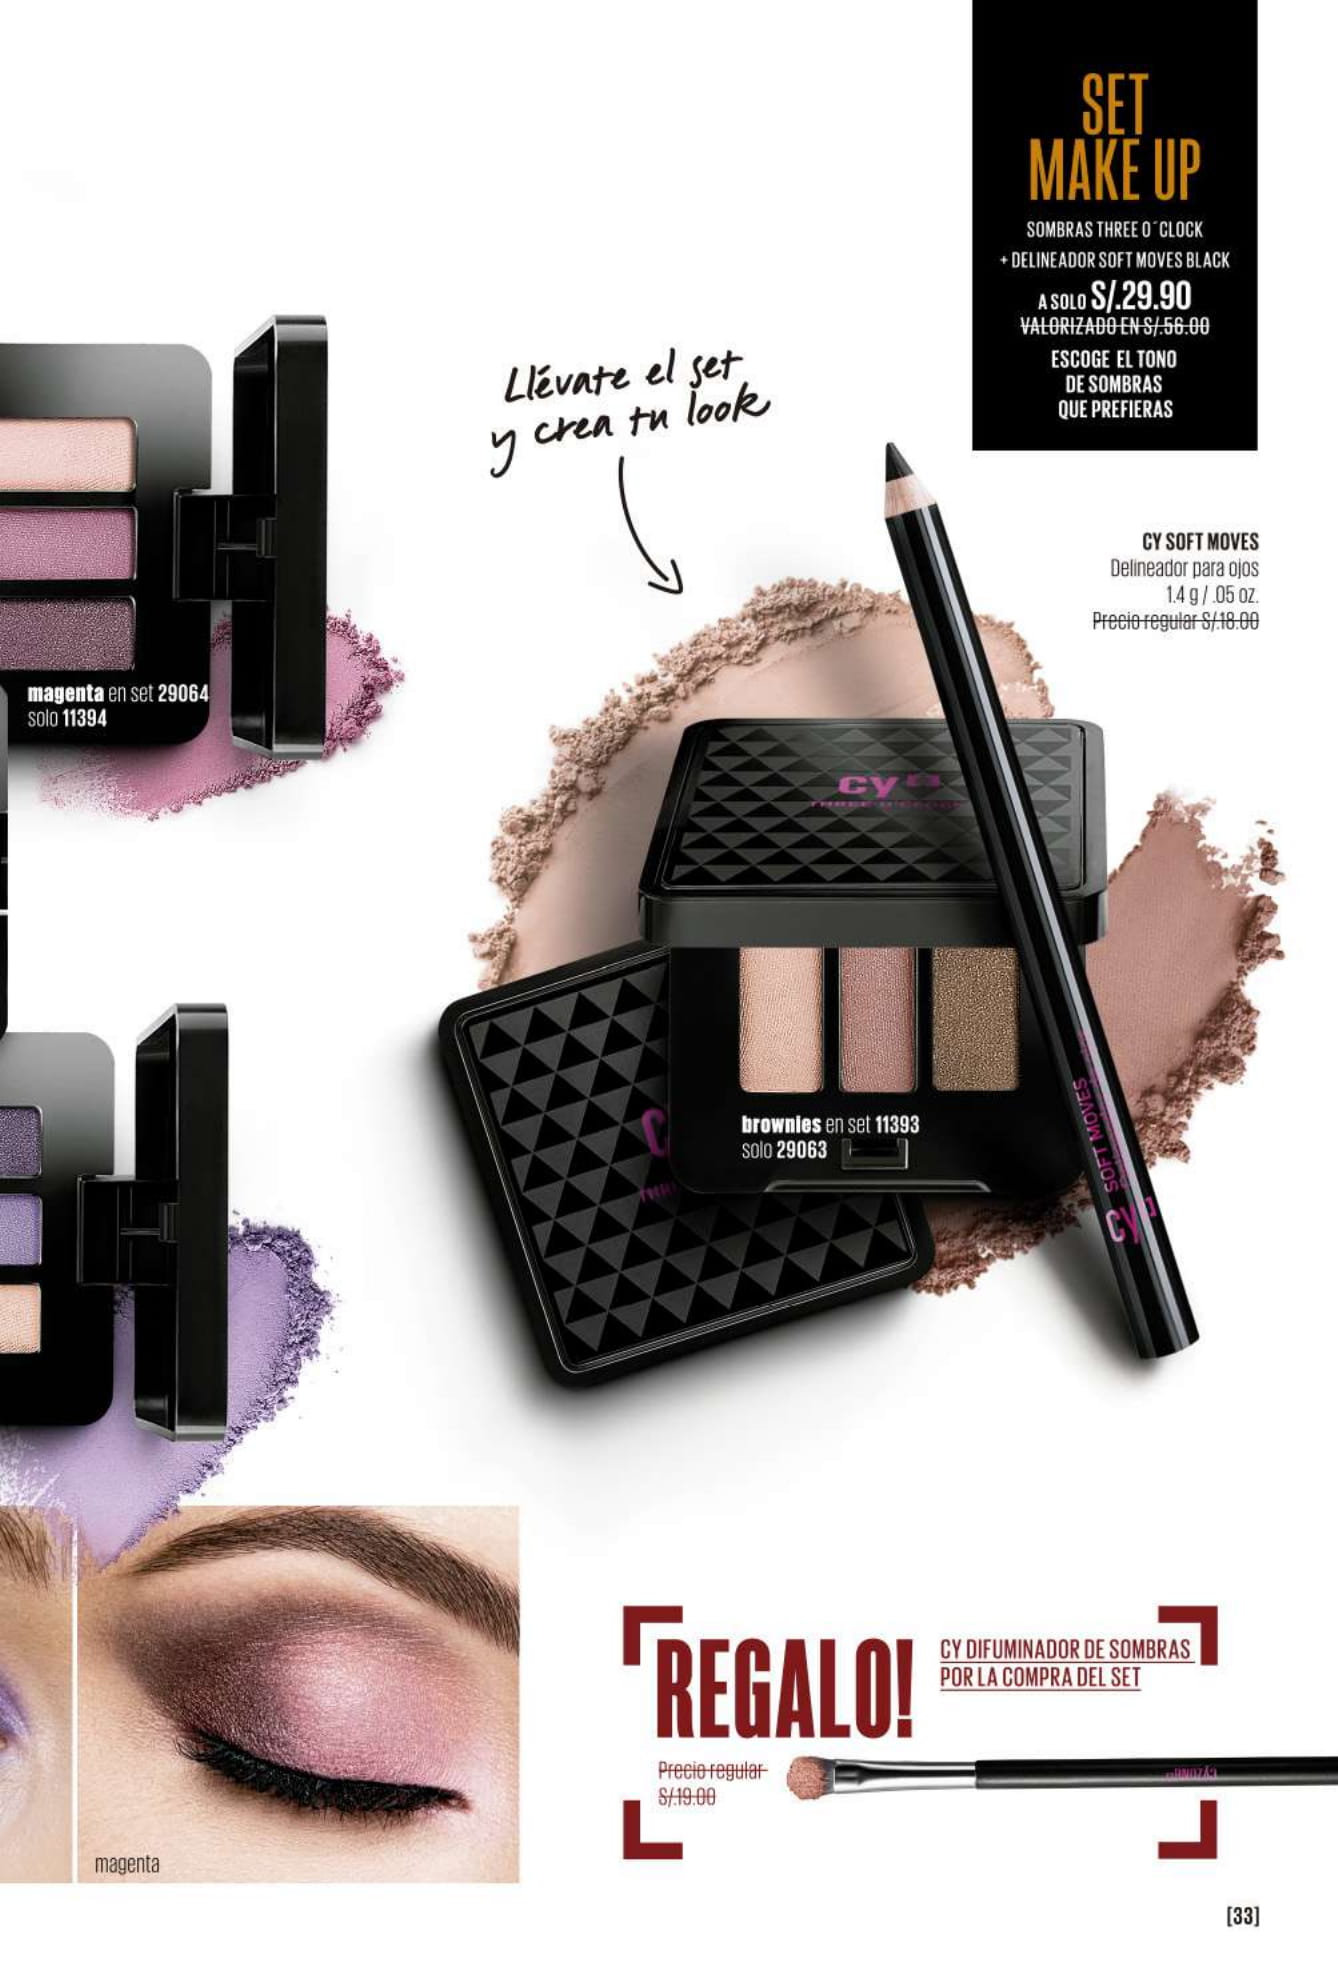 SET
MAKE UP
SOMBRAS THREE O´CLOCK
+ DELINEADOR SOFT MOVES BLACK
A SOLO S/.29.90
VALORIZADO EN S/.56.00
ESCOGE EL TONO
DE SOMBRAS
QUE PREFIERAS
Llévate el set
y crea tu look
CY SOFT MOVES
Delineador para ojos
1.4 g / .05 oz.
Precio regular S/.18.00
magenta en set 29064
solo 11394
cy
THREE O'CLOCK
brownies en set 11393
solo 29063
SOFT MOVES
cy
REGALO!
CY DIFUMINADOR DE SOMBRAS
POR LA COMPRA DEL SET
Precio regular
S/.19.00
CYZONE
magenta
[33]